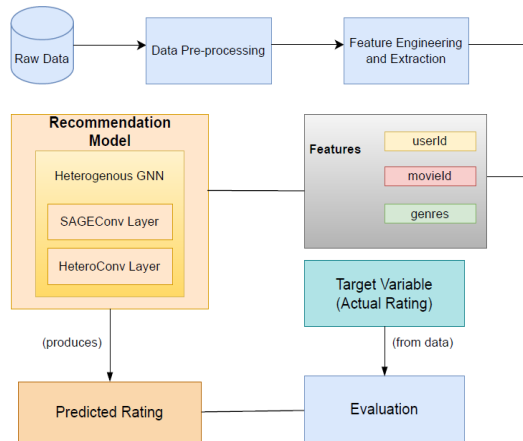 Raw Data
Data Pre-processing
Feature Engineering
and Extraction
Recommendation
Model
Heterogenous GNN
SAGEConv Layer
HeteroConv Layer
Features
userId
movieId
genres
Target Variable
(Actual Rating)
(produces)
(from data)
Predicted Rating
Evaluation